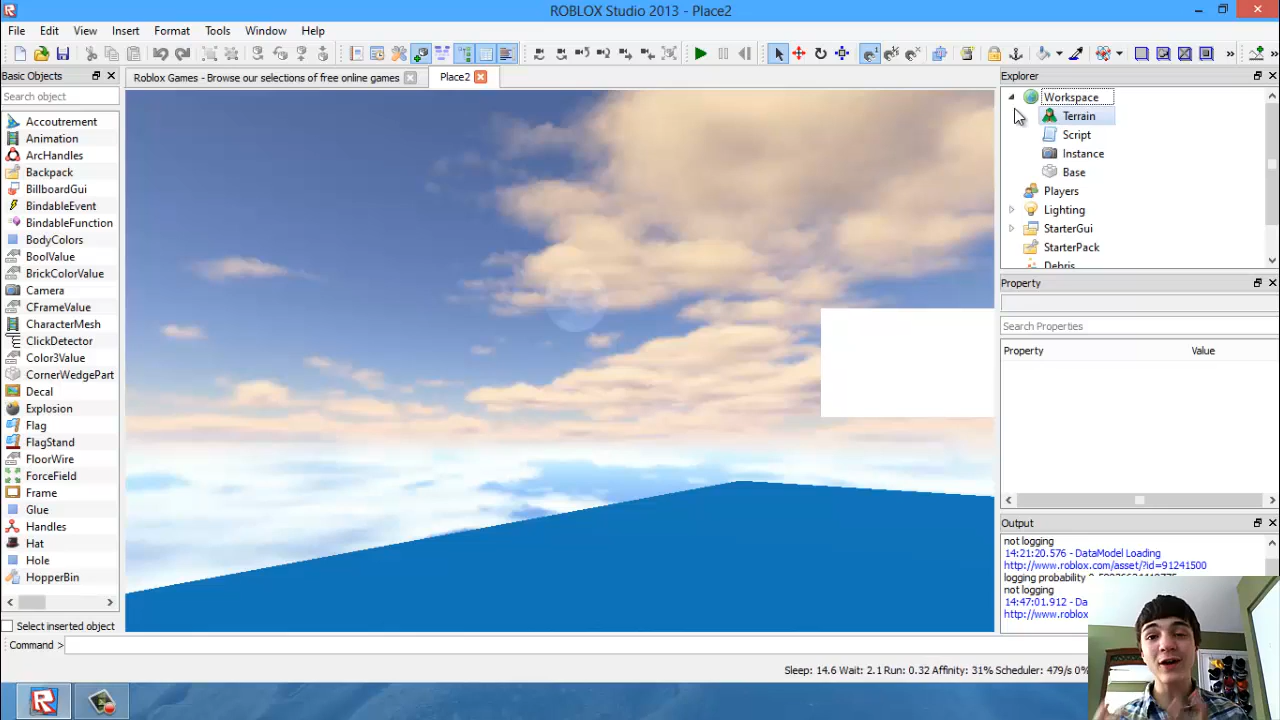 ROBLOX Studio 2013 - Place2
File Edit View Insert Format Tools Window Help
Basic Objects
Search object
Accoutrement
Animation
ArcHandles
Backpack
BillboardGui
BindableEvent
BindableFunction
BodyColors
BoolValue
BrickColorValue
Camera
CFrameValue
CharacterMesh
ClickDetector
Color3Value
CornerWedgePart
Decal
Explosion
Flag
FlagStand
FloorWire
ForceField
Frame
Glue
Handles
Hat
Hole
HopperBin
Select inserted object
Roblox Games - Browse our selections of free online games
Place2
Explorer
Workspace
Terrain
Script
Instance
Base
Players
Lighting
StarterGui
StarterPack
Debris
Property
Search Properties
Property Value
Output
not logging
14:21:20.576 - DataModel Loading
http://www.roblox.com/asset/?id=91241500
logging probability
not logging
14:47:01.912 - Da
http://www.roblox
Command >
Sleep: 14.6 Wait: 2.1 Run: 0.32 Affinity: 31% Scheduler: 479/s 0%